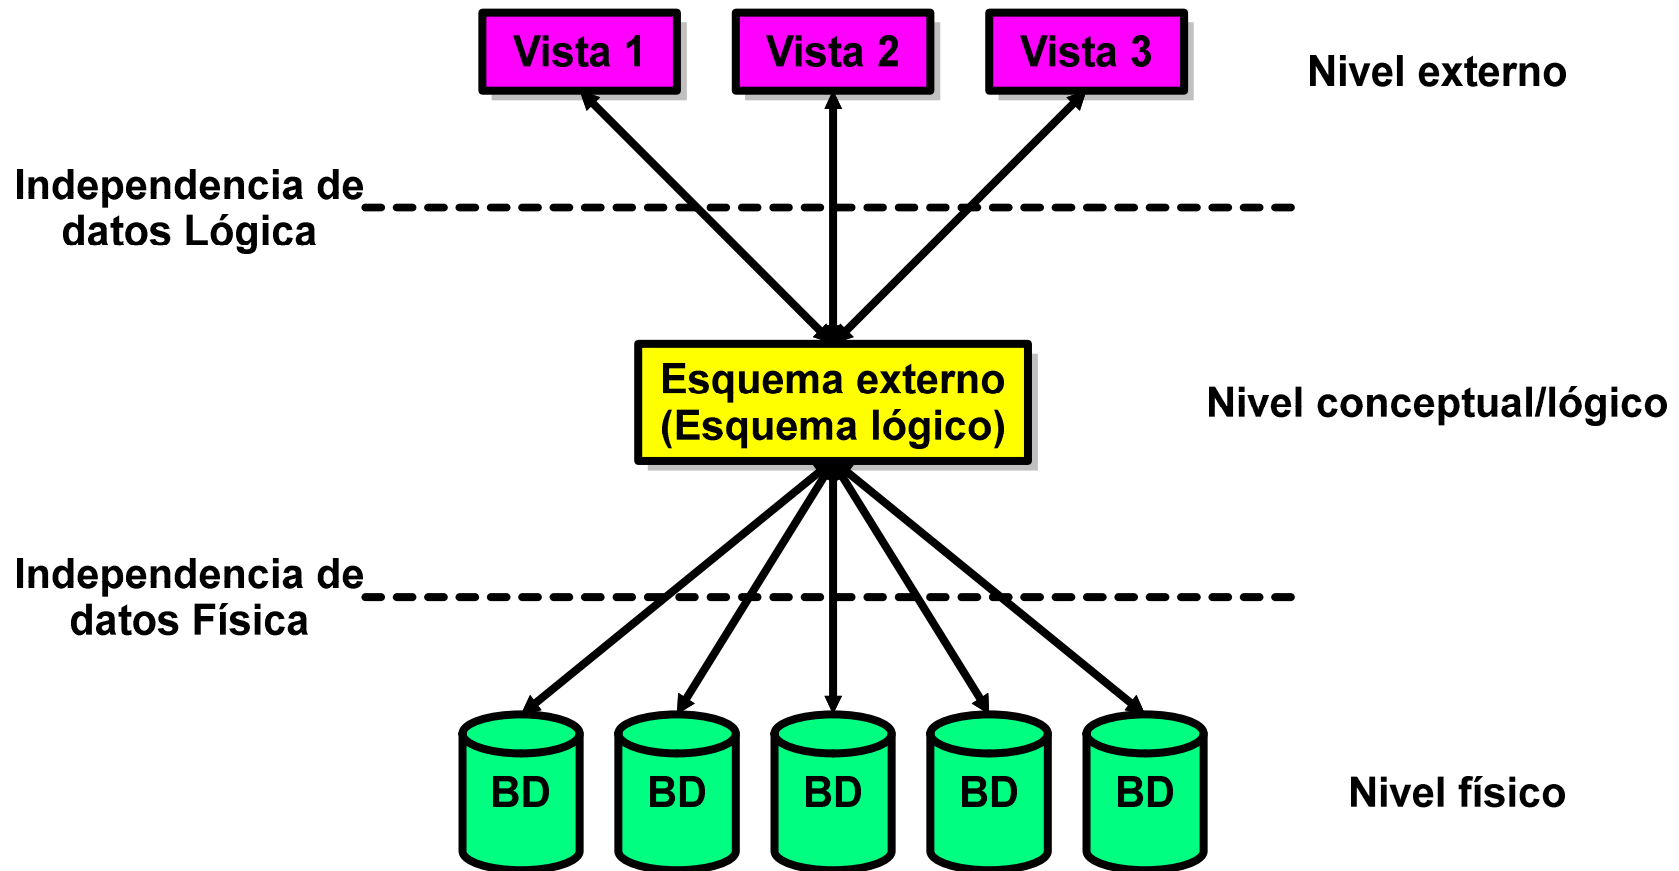 Vista 1
Vista 2
Vista 3
Nivel externo
Independencia de
datos Lógica
Esquema externo
(Esquema lógico)
Nivel conceptual/lógico
Independencia de
datos Física
BD
BD
BD
BD
BD
Nivel físico